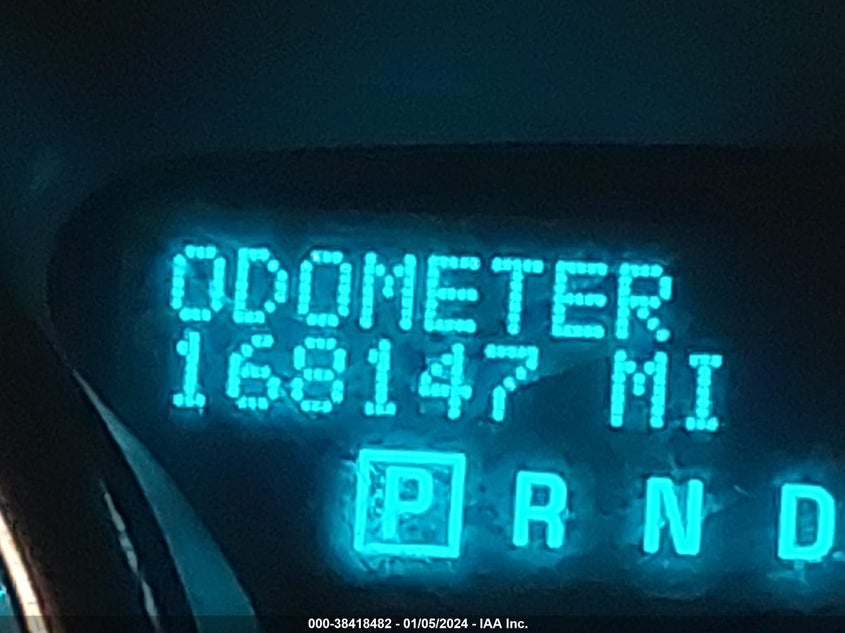 ODOMETER
168147 MI
P R N D
000-38418482 - 01/05/2024 - IAA Inc.